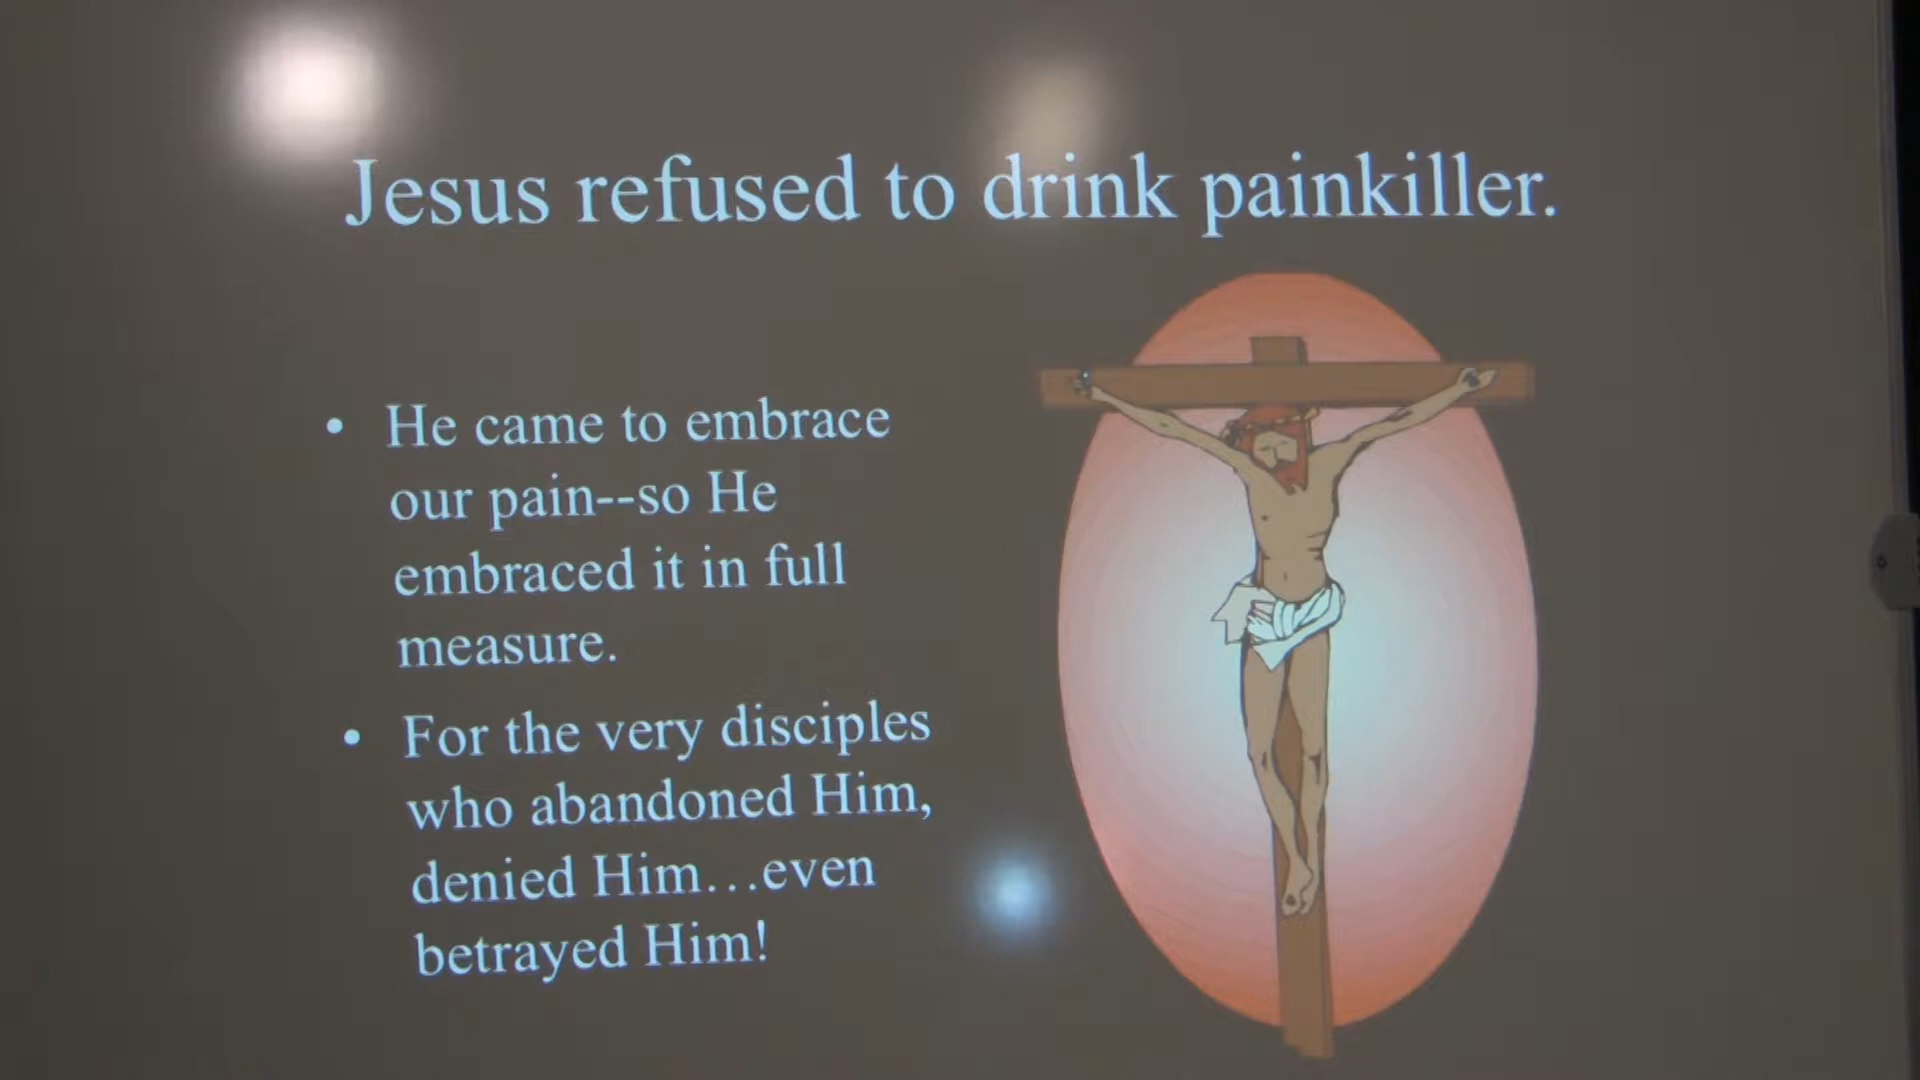 Jesus refused to drink painkiller.
• He came to embrace
our pain--so He
embraced it in full
measure.
• For the very disciples
who abandoned Him,
denied Him…even
betrayed Him!